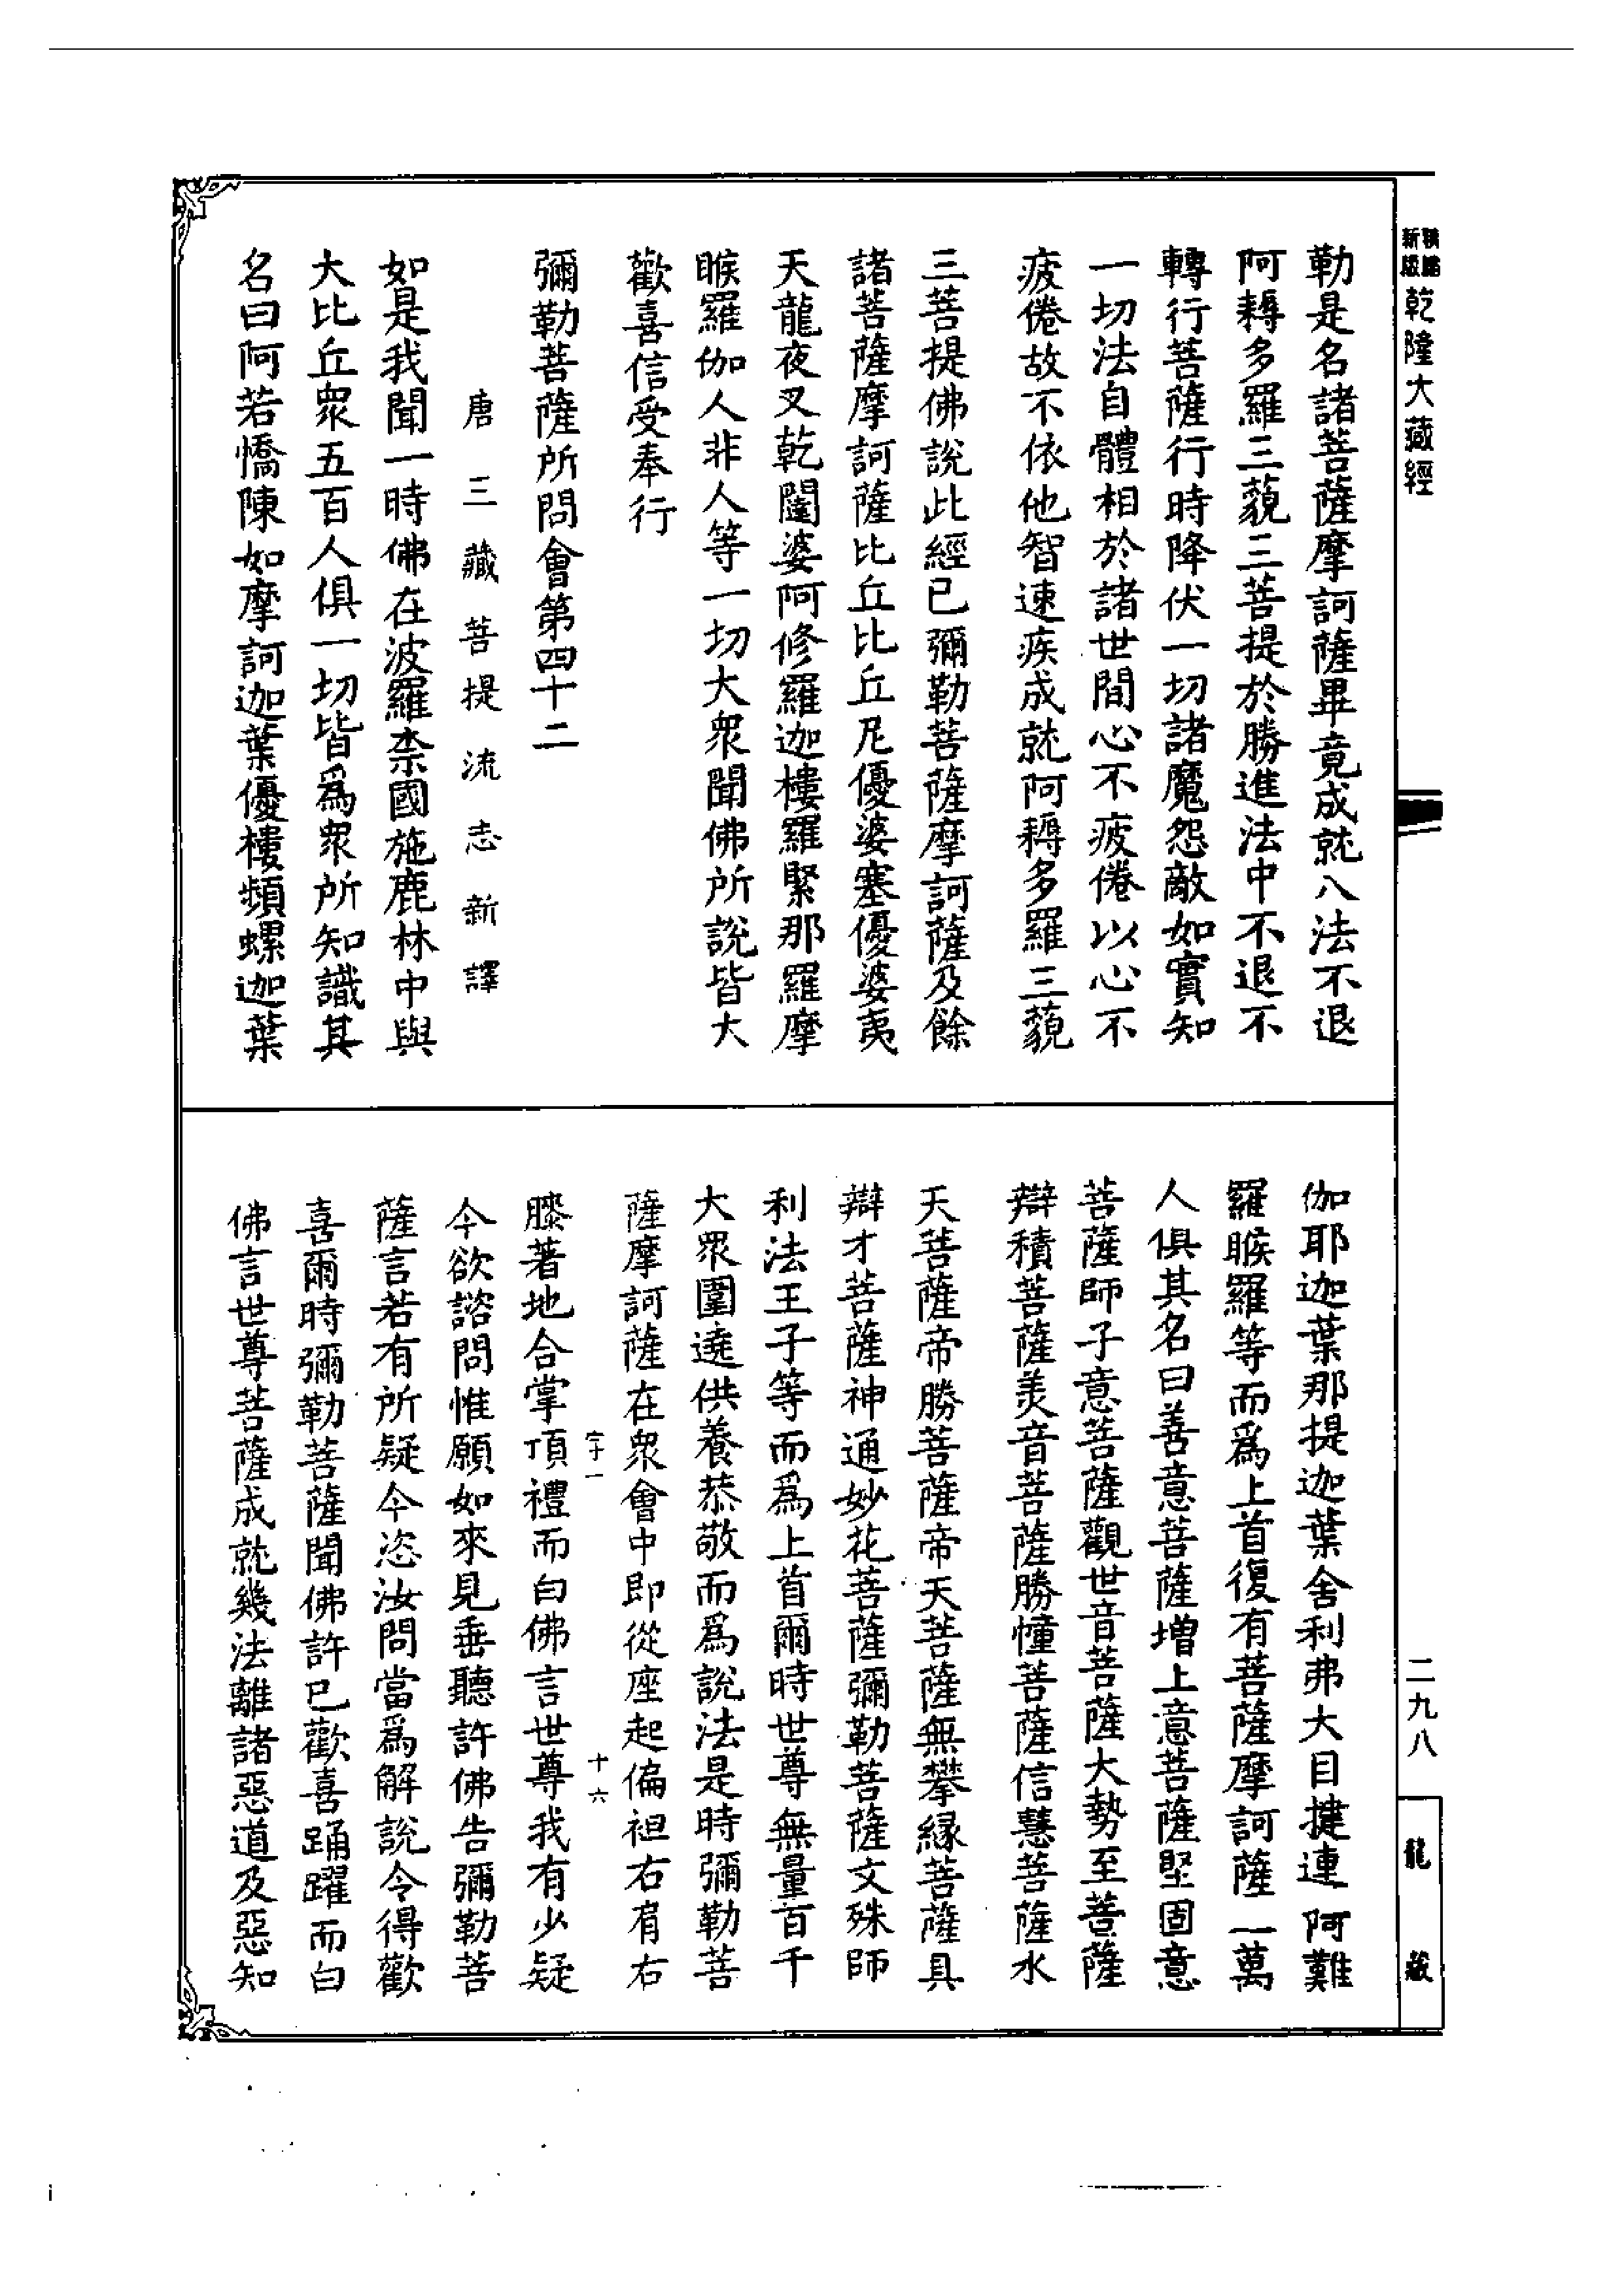 勒是名諸菩薩摩訶薩畢竟成就八法不退
阿耨多羅三藐三菩提於勝進法中不退不
轉行菩薩行時降伏一切諸魔怨敵如實知
一切法自體相於諸世間心不疲倦以心不
疲倦故不依他智速疾成就阿耨多羅三藐
三菩提佛說此經已彌勒菩薩摩訶薩及餘
諸菩薩摩訶薩比丘比丘尼優婆塞優婆夷
天龍夜叉乾闥婆阿修羅迦樓羅緊那羅摩
睺羅伽人非人等一切大眾聞佛所說皆大
歡喜信受奉行
彌勒菩薩所問會第四十二
唐三藏菩提流志新譯
如是我聞一時佛在波羅柰國施鹿林中與
大比丘眾五百人俱一切皆為眾所知識其
名曰阿若憍陳如摩訶迦葉優樓頻螺迦葉
伽耶迦葉那提迦葉舍利弗大目揵連阿難
羅睺羅等而為上首復有菩薩摩訶薩一萬
人俱其名曰善意菩薩增上意菩薩堅固意
菩薩師子意菩薩觀世音菩薩大勢至菩薩
辯積菩薩美音菩薩勝幢菩薩信慧菩薩水
天菩薩帝勝菩薩帝天菩薩無攀緣菩薩具
辯才菩薩神通妙花菩薩彌勒菩薩文殊師
利法王子等而為上首爾時世尊無量百千
大眾圍遶供養恭敬而為說法是時彌勒菩
薩摩訶薩在眾會中即從座起偏袒右肩右
字十一 十六
膝著地合掌頂禮而白佛言世尊我有少疑
今欲諮問惟願如來見垂聽許佛告彌勒菩
薩言若有所疑今恣汝問當為解說令得歡
喜爾時彌勒菩薩聞佛許已歡喜踊躍而白
佛言世尊菩薩成就幾法離諸惡道及惡知
新版 乾隆大藏經
二九八
龍藏
i